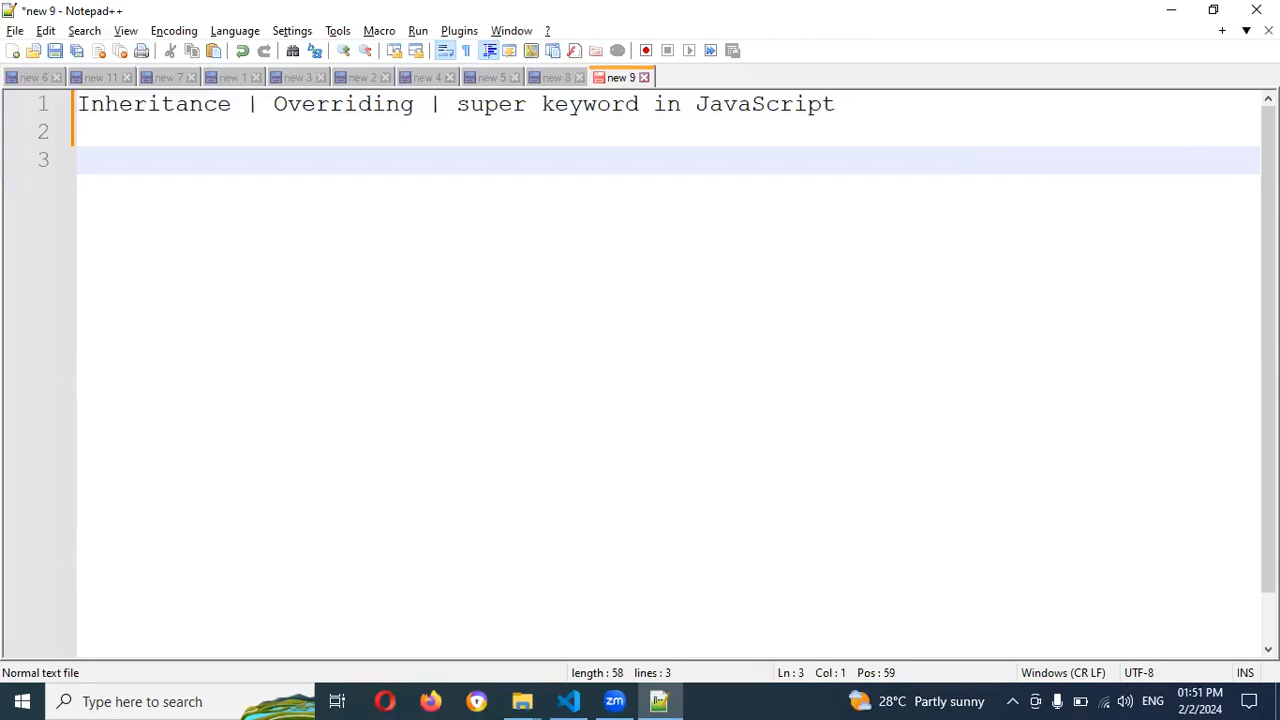 *new 9 - Notepad++
File Edit Search View Encoding Language Settings Tools Macro Run Plugins Window ?
new 6 new 11 new 7 new 1 new 3 new 2 new 4 new 5 new 8 new 9
1 Inheritance | Overriding | super keyword in JavaScript
2
3
Normal text file length : 58 lines : 3 Ln : 3 Col : 1 Pos : 59 Windows (CR LF) UTF-8 INS
Type here to search 28°C Partly sunny ENG 01:51 PM
2/2/2024